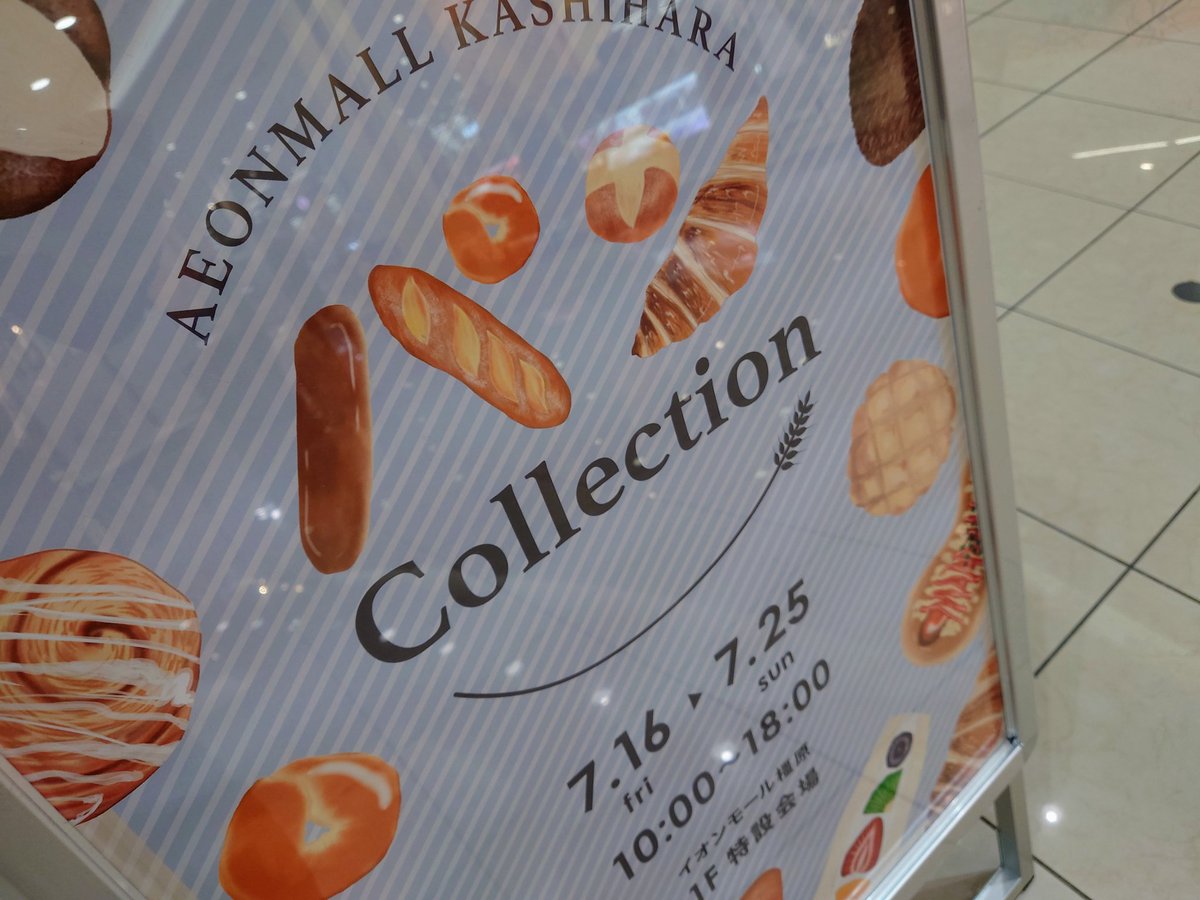 AEONMALL KASHIHARA
Collection
7.16 ▸ 7.25
fri sun
10:00～18:00
イオンモール橿原
1F 特設会場